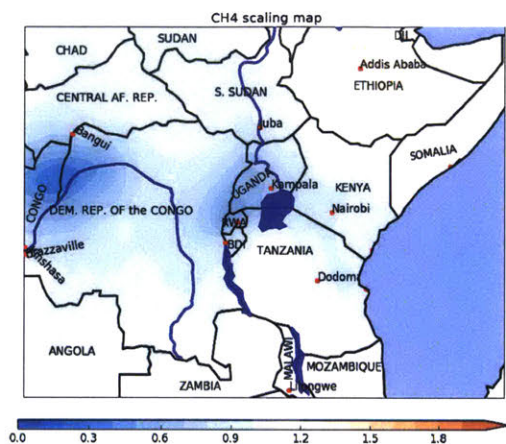 CH4 scaling map
SUDAN
CHAD
Addis Ababa
ETHIOPIA
CENTRAL AF. REP.
S. SUDAN
Juba
Bangui
SOMALIA
UGANDA
Kampala
KENYA
CONGO
DEM. REP. OF the CONGO
Nairobi
RWA
BDI
TANZANIA
Brazzaville
Kinshasa
Dodoma
ANGOLA
MALAWI
MOZAMBIQUE
ZAMBIA
Lilongwe
0.0 0.3 0.6 0.9 1.2 1.5 1.8